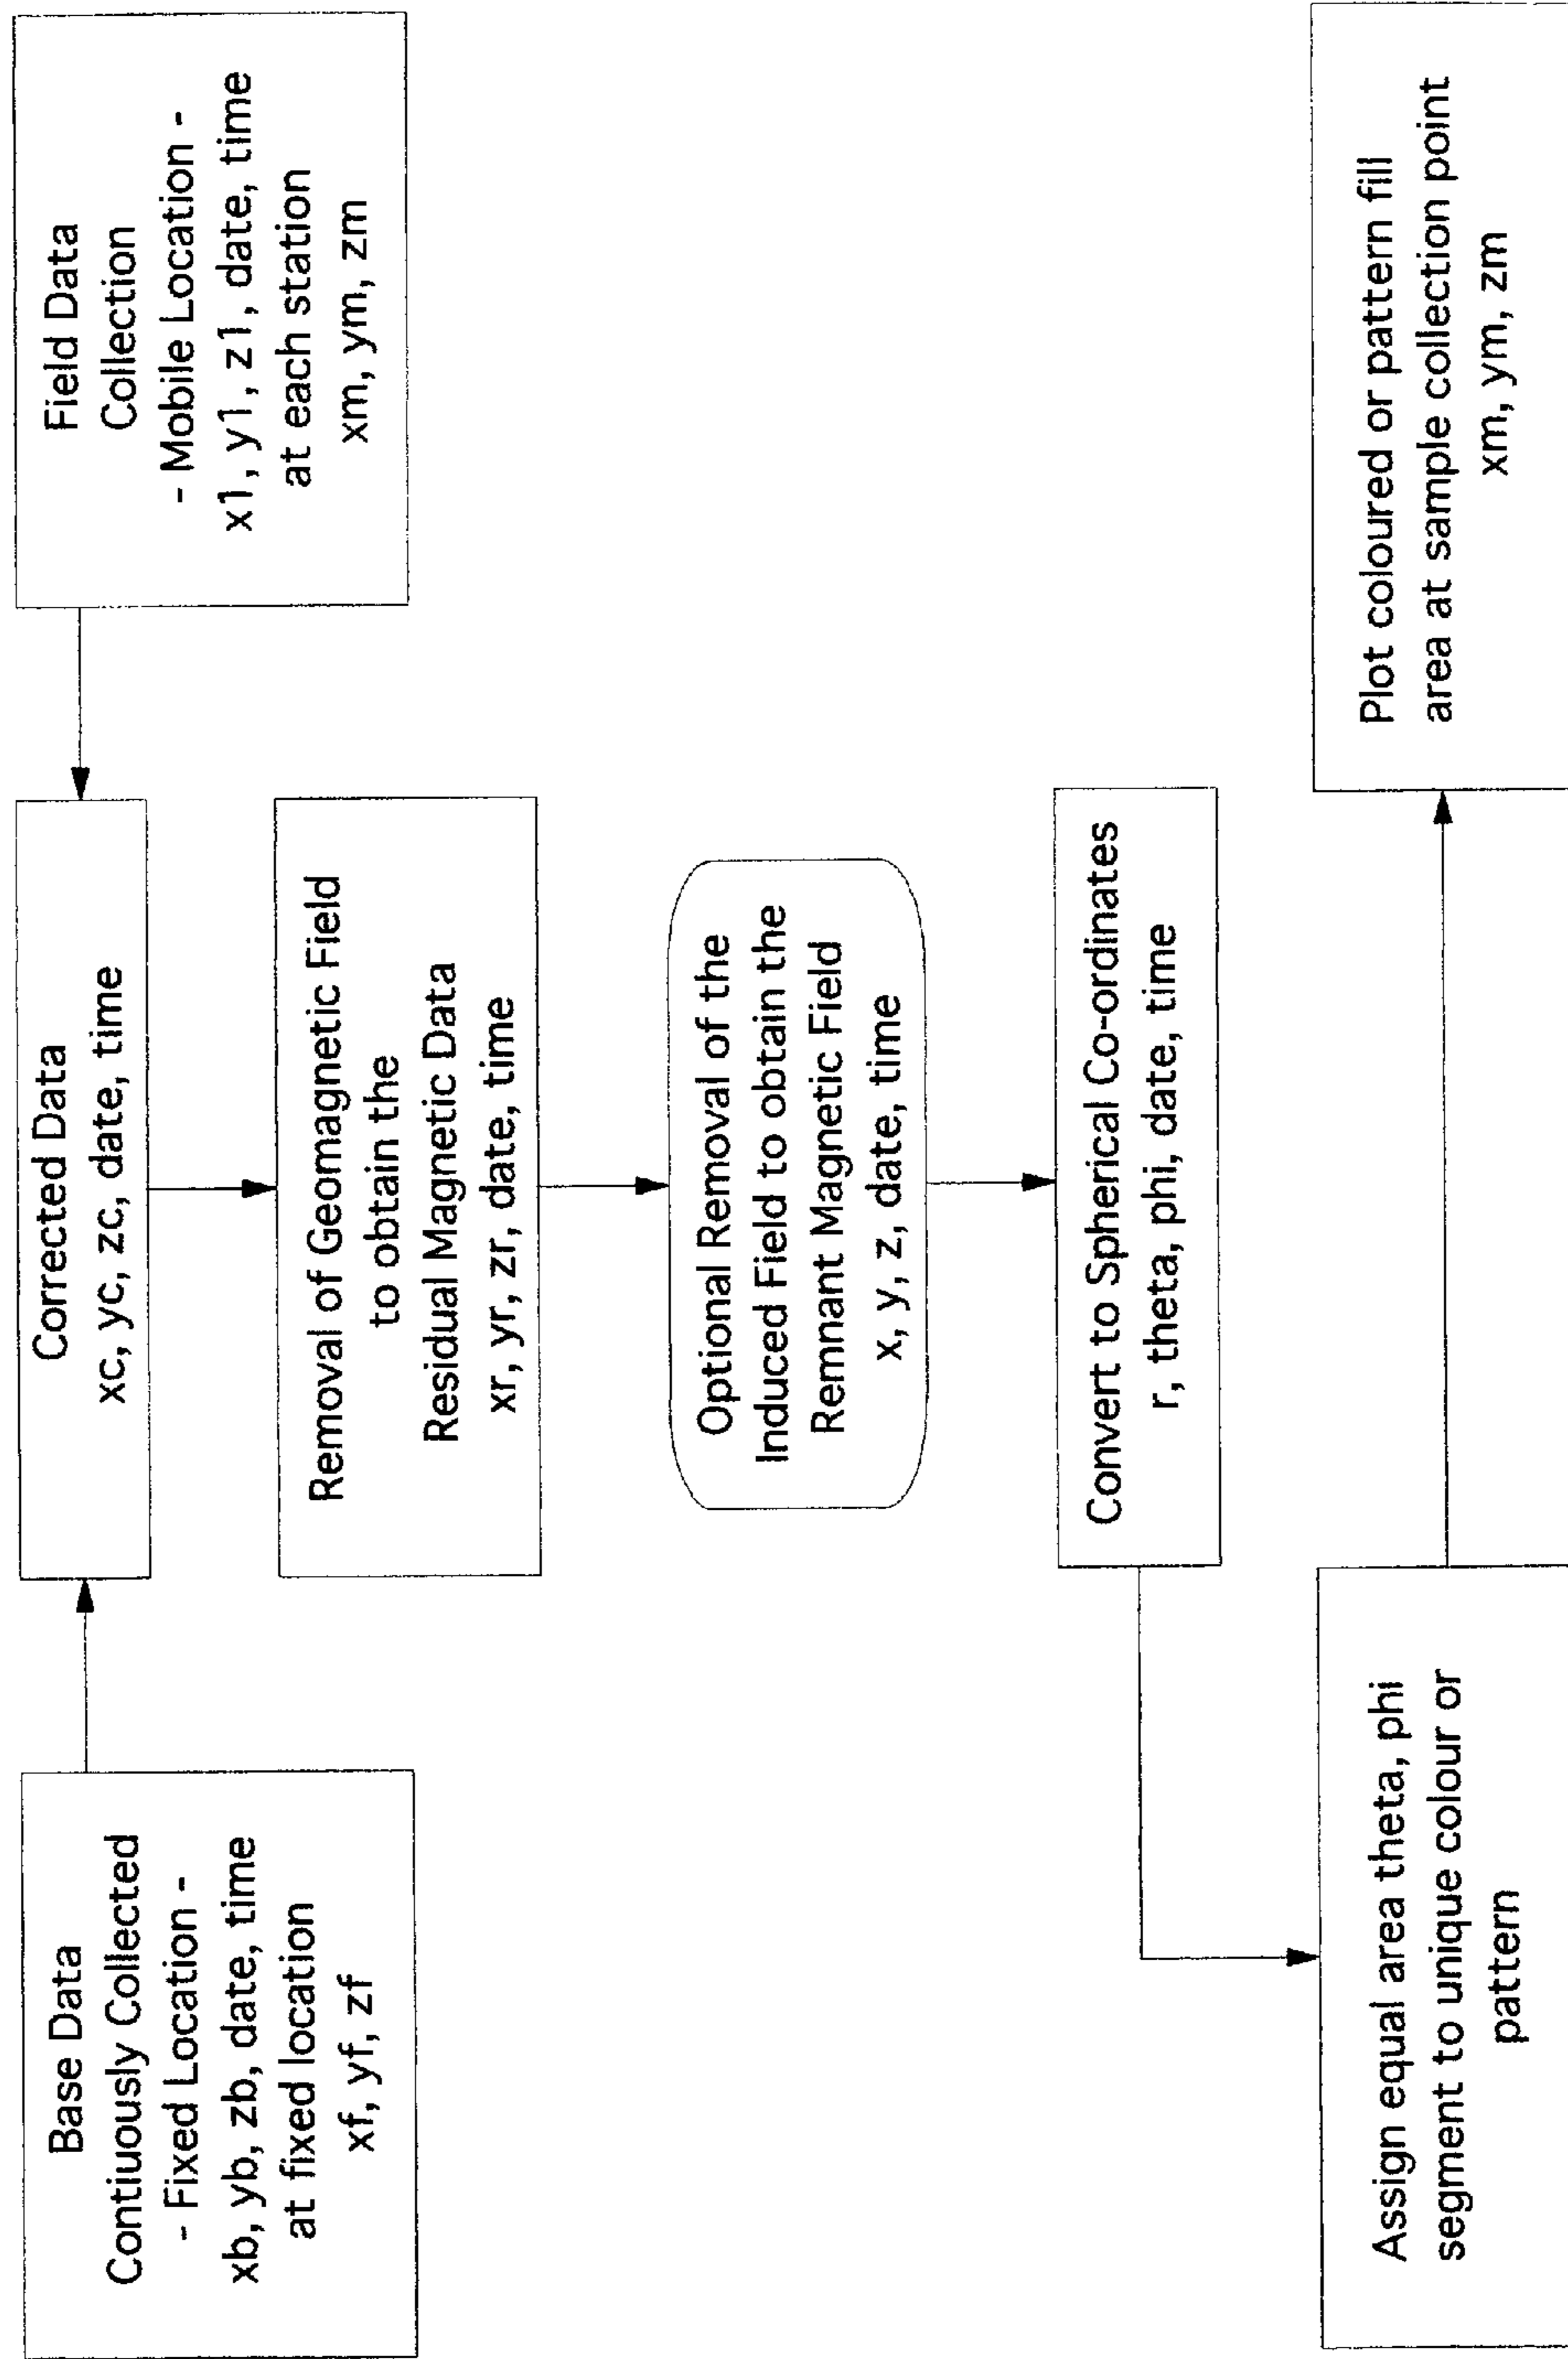 Base Data
Contiuously Collected
- Fixed Location -
xb, yb, zb, date, time
at fixed location
xf, yf, zf
Corrected Data
xc, yc, zc, date, time
Field Data
Collection
- Mobile Location -
x1, y1, z1, date, time
at each station
xm, ym, zm
Removal of Geomagnetic Field
to obtain the
Residual Magnetic Data
xr, yr, zr, date, time
Optional Removal of the
Induced Field to obtain the
Remnant Magnetic Field
x, y, z, date, time
Convert to Spherical Co-ordinates
r, theta, phi, date, time
Assign equal area theta, phi
segment to unique colour or
pattern
Plot coloured or pattern fill
area at sample collection point
xm, ym, zm